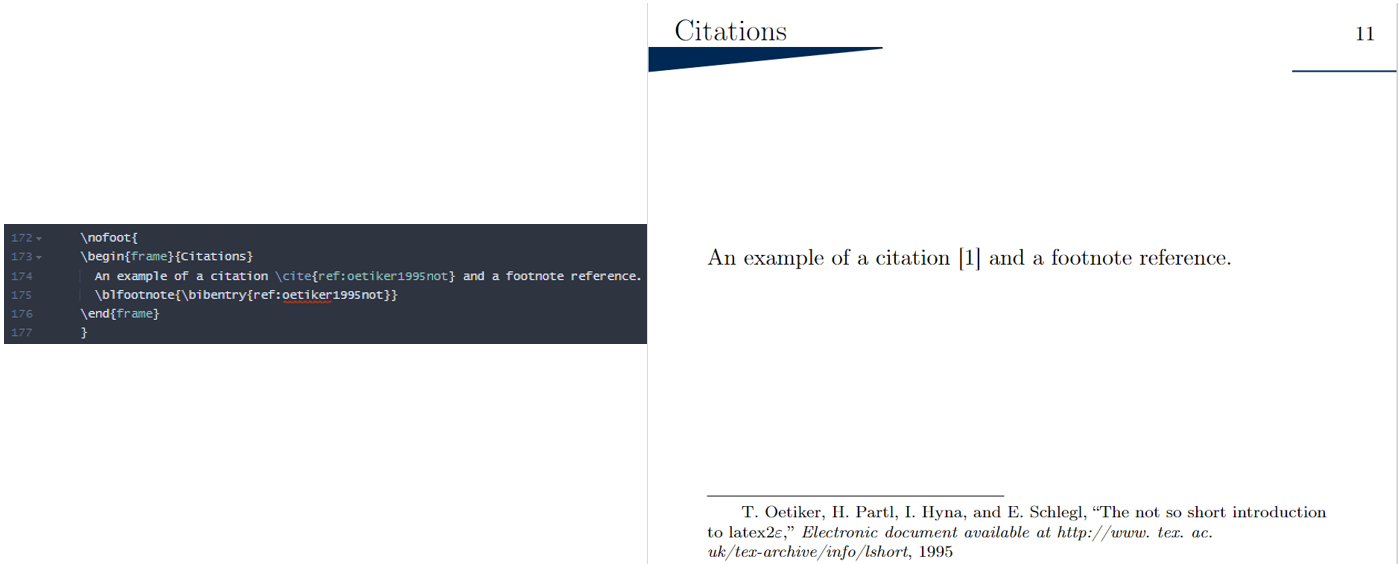 172 \nofoot{
173 \begin{frame}{Citations}
174 An example of a citation \cite{ref:oetiker1995not} and a footnote reference.
175 \blfootnote{\bibentry{ref:oetiker1995not}}
176 \end{frame}
177 }
Citations 11
An example of a citation [1] and a footnote reference.
T. Oetiker, H. Partl, I. Hyna, and E. Schlegl, “The not so short introduction
to latex2ε,” Electronic document available at http://www. tex. ac.
uk/tex-archive/info/lshort, 1995